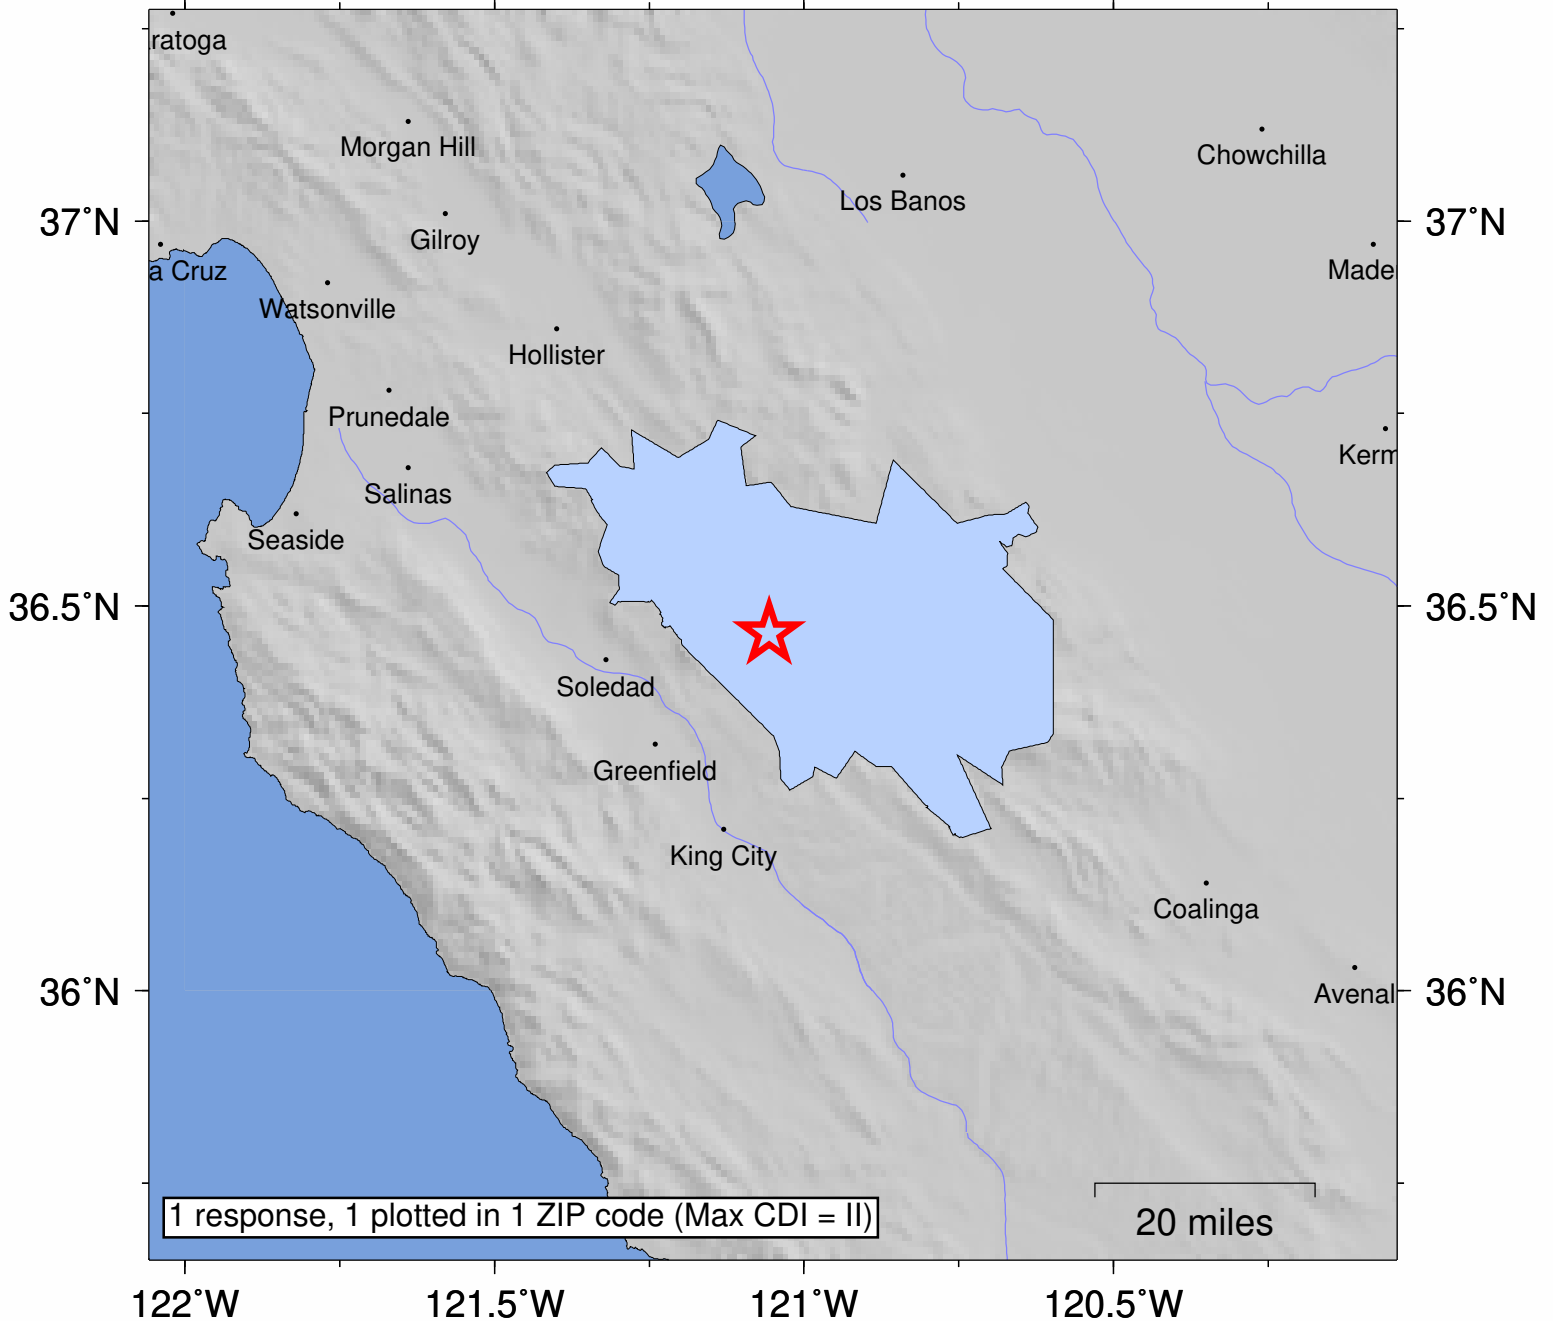 ratoga
Morgan Hill
Chowchilla
Los Banos
37°N
37°N
Gilroy
a Cruz
Made
Watsonville
Hollister
Prunedale
Kerm
Salinas
Seaside
36.5°N
36.5°N
Soledad
Greenfield
King City
Coalinga
36°N
Avenal
36°N
1 response, 1 plotted in 1 ZIP code (Max CDI = II)
20 miles
122°W
121.5°W
121°W
120.5°W